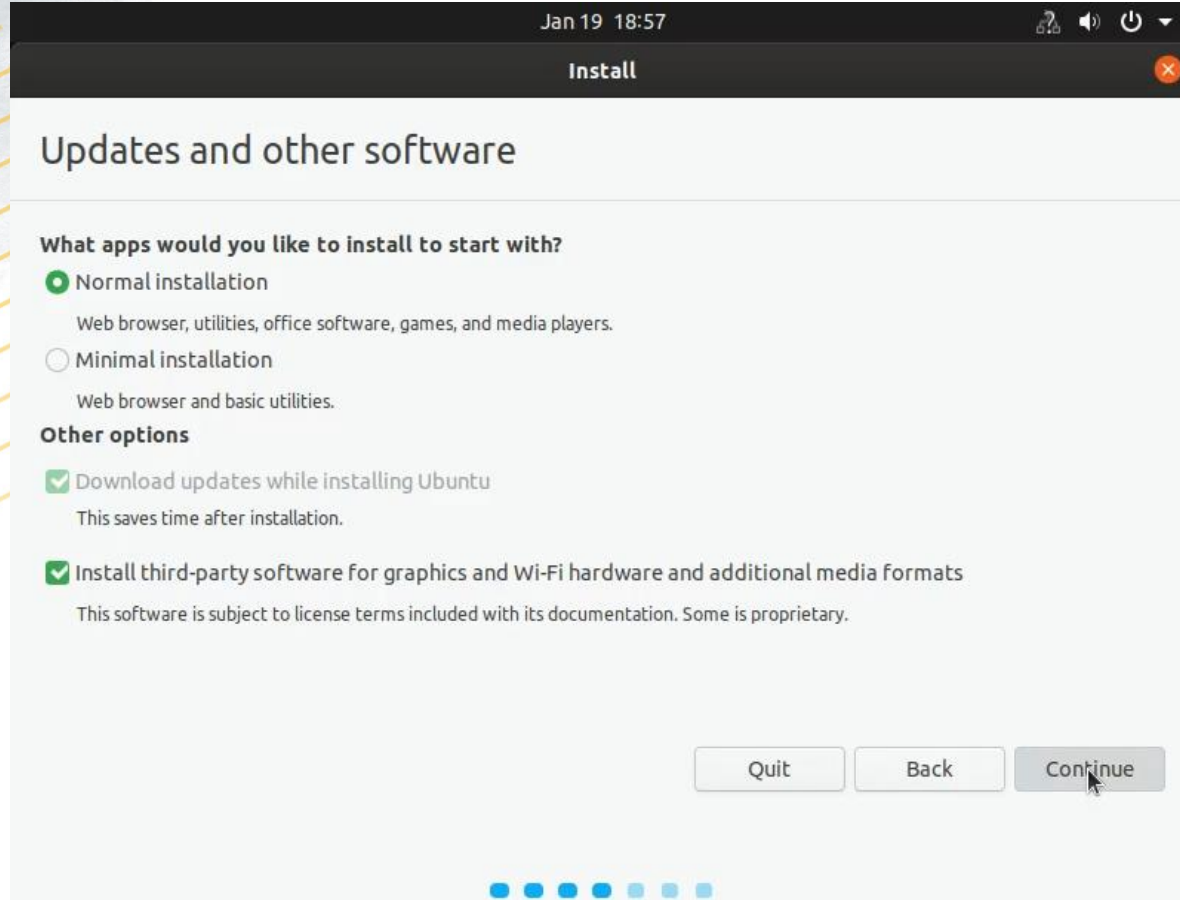 Jan 19 18:57
Install
Updates and other software
What apps would you like to install to start with?
Normal installation
Web browser, utilities, office software, games, and media players.
Minimal installation
Web browser and basic utilities.
Other options
Download updates while installing Ubuntu
This saves time after installation.
Install third-party software for graphics and Wi-Fi hardware and additional media formats
This software is subject to license terms included with its documentation. Some is proprietary.
Quit Back Continue